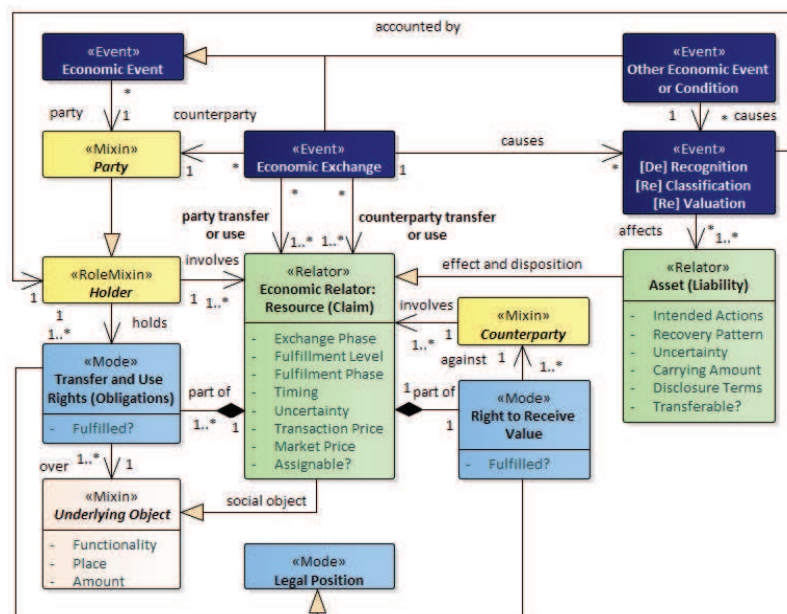 accounted by
«Event»
Economic Event
«Event»
Other Economic Event
or Condition
*
party
1
counterparty
1
*
causes
«Mixin»
Party
1
*
«Event»
Economic Exchange
1
causes
*
«Event»
[De] Recognition
[Re] Classification
[Re] Valuation
*
*
party transfer
or use
counterparty transfer
or use
1..*
1..*
affects
*
1..*
1
«RoleMixin»
Holder
1
involves
1..*
«Relator»
Economic Relator:
Resource (Claim)
- Exchange Phase
- Fulfillment Level
- Fulfilment Phase
- Timing
- Uncertainty
- Transaction Price
- Market Price
- Assignable?
effect and disposition
«Relator»
Asset (Liability)
- Intended Actions
- Recovery Pattern
- Uncertainty
- Carrying Amount
- Disclosure Terms
- Transferable?
1
1..*
holds
involves
1
1..*
«Mixin»
Counterparty
against
1
1..*
«Mode»
Transfer and Use
Rights (Obligations)
- Fulfilled?
part of
1..*
1
1
part of
1
«Mode»
Right to Receive
Value
- Fulfilled?
over
1..*
1
«Mixin»
Underlying Object
- Functionality
- Place
- Amount
social object
«Mode»
Legal Position